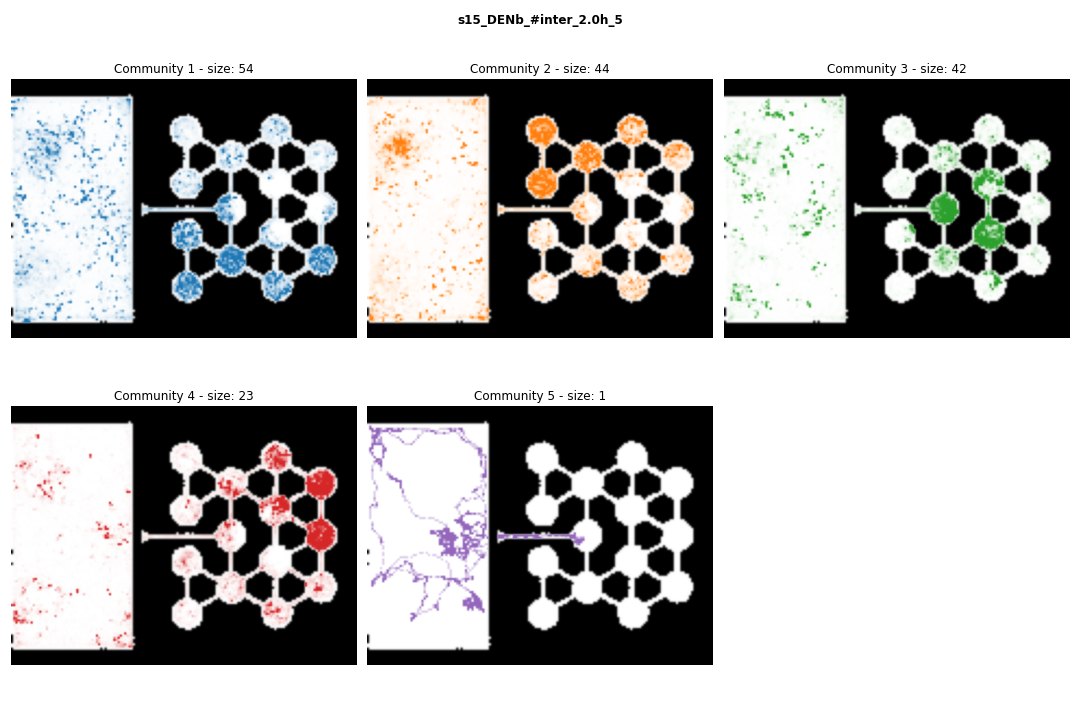 s15_DENb_#inter_2.0h_5
Community 1 - size: 54
Community 2 - size: 44
Community 3 - size: 42
Community 4 - size: 23
Community 5 - size: 1